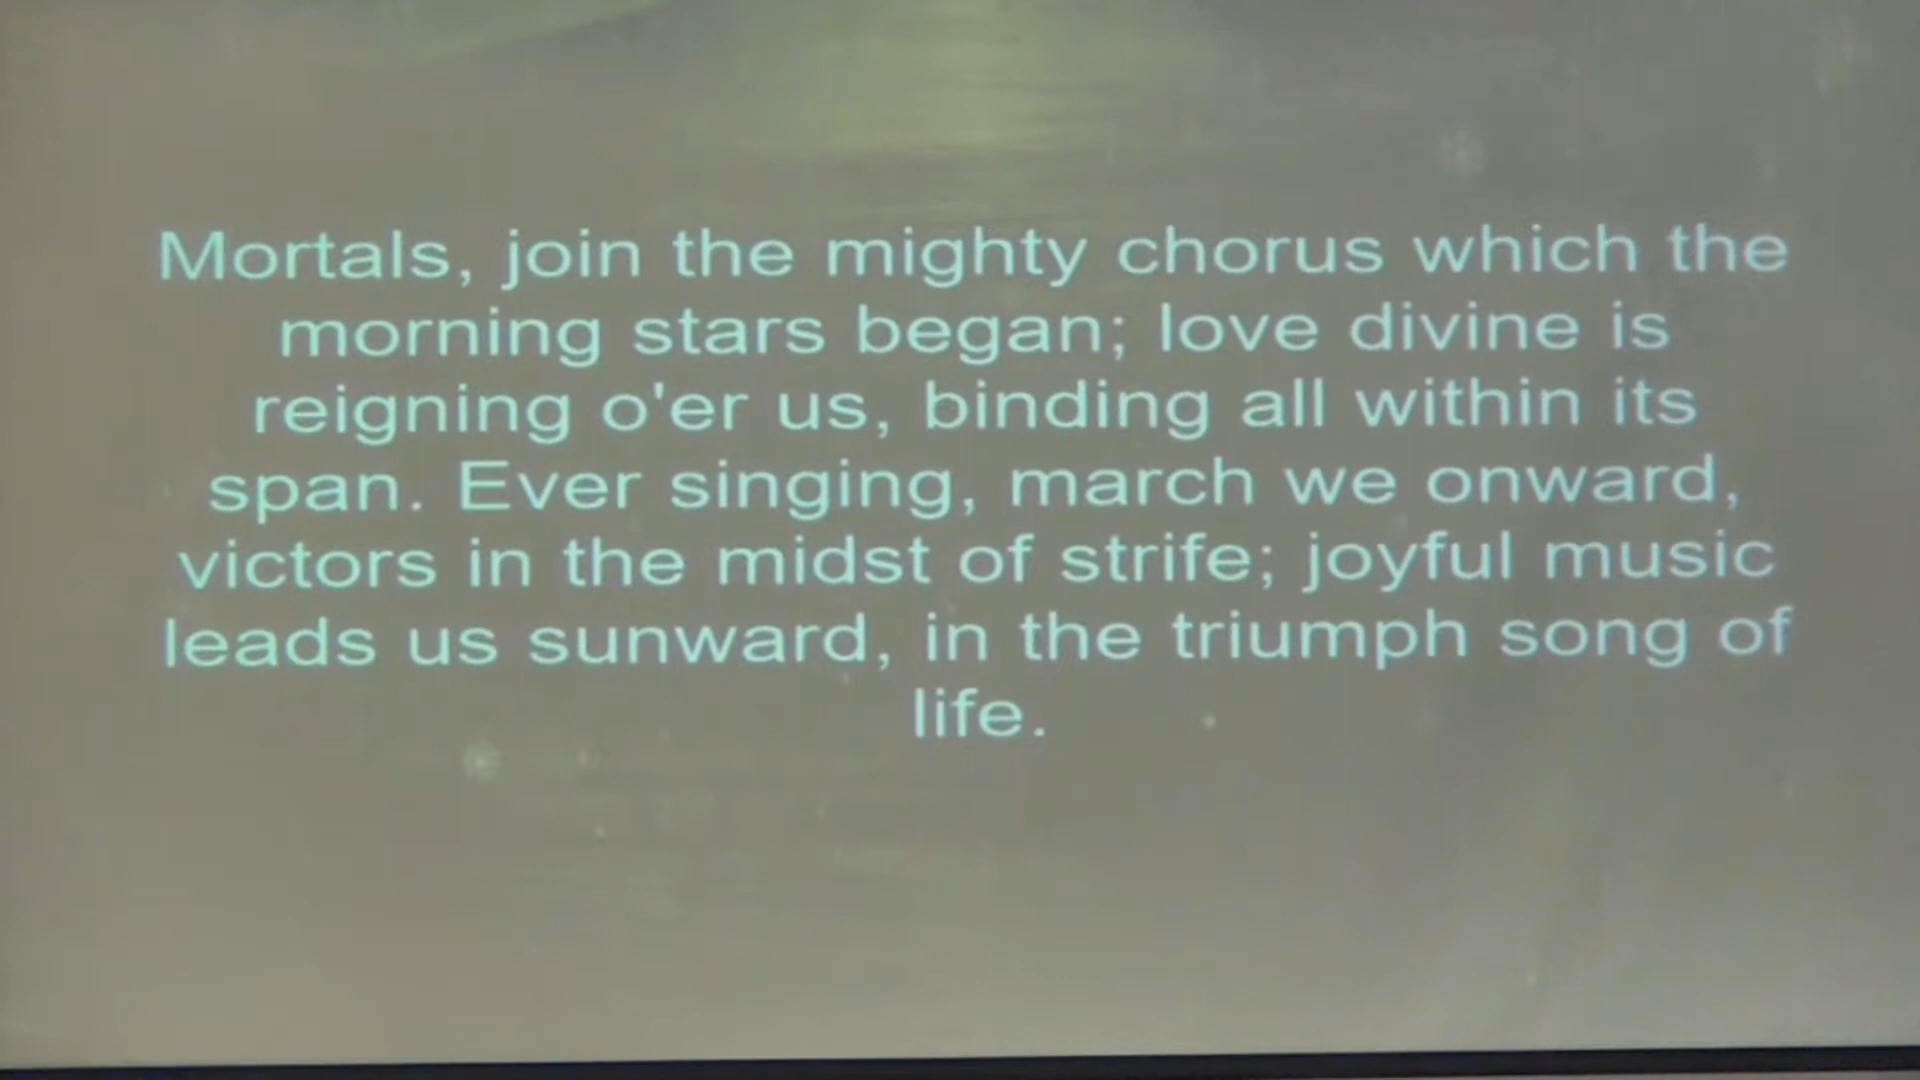 Mortals, join the mighty chorus which the
morning stars began; love divine is
reigning o'er us, binding all within its
span. Ever singing, march we onward,
victors in the midst of strife; joyful music
leads us sunward, in the triumph song of
life.